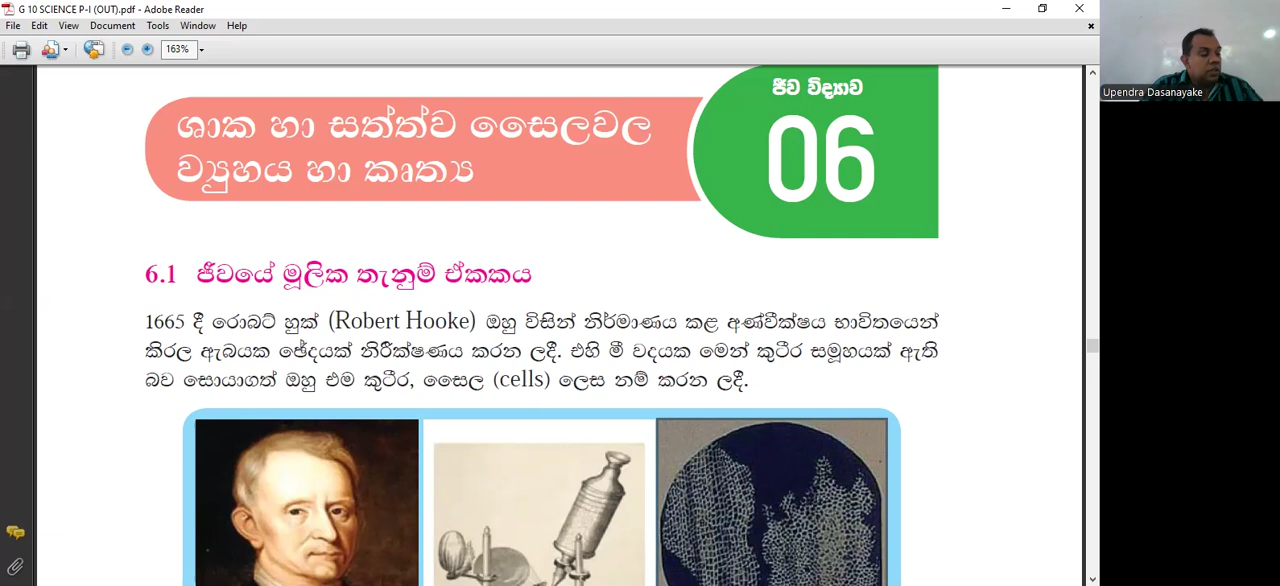 G 10 SCIENCE P-I (OUT).pdf - Adobe Reader
File Edit View Document Tools Window Help
163%
Upendra Dasanayake
ජීව විද්‍යාව
06
ශාක හා සත්ත්ව සෛලවල
ව්‍යුහය හා කෘත්‍ය
6.1 ජීවයේ මූලික තැනුම් ඒකකය
1665 දී රොබට් හුක් (Robert Hooke) ඔහු විසින් නිර්මාණය කළ අණ්වීක්ෂය භාවිතයෙන්
කිරල ඇබයක ඡේදයක් නිරීක්ෂණය කරන ලදී. එහි මී වදයක මෙන් කුටීර සමූහයක් ඇති
බව සොයාගත් ඔහු එම කුටීර, සෛල (cells) ලෙස නම් කරන ලදී.